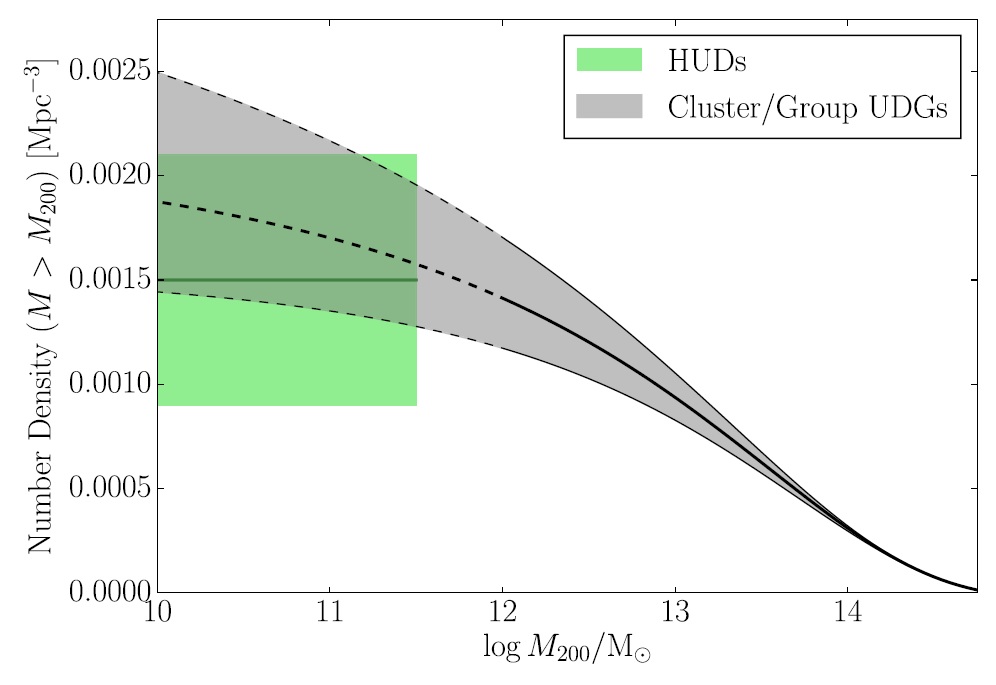 HUDs
Cluster/Group UDGs
Number Density (M > M₂₀₀) [Mpc⁻³]
0.0025
0.0020
0.0015
0.0010
0.0005
0.0000
10 11 12 13 14
log M₂₀₀/M⊙